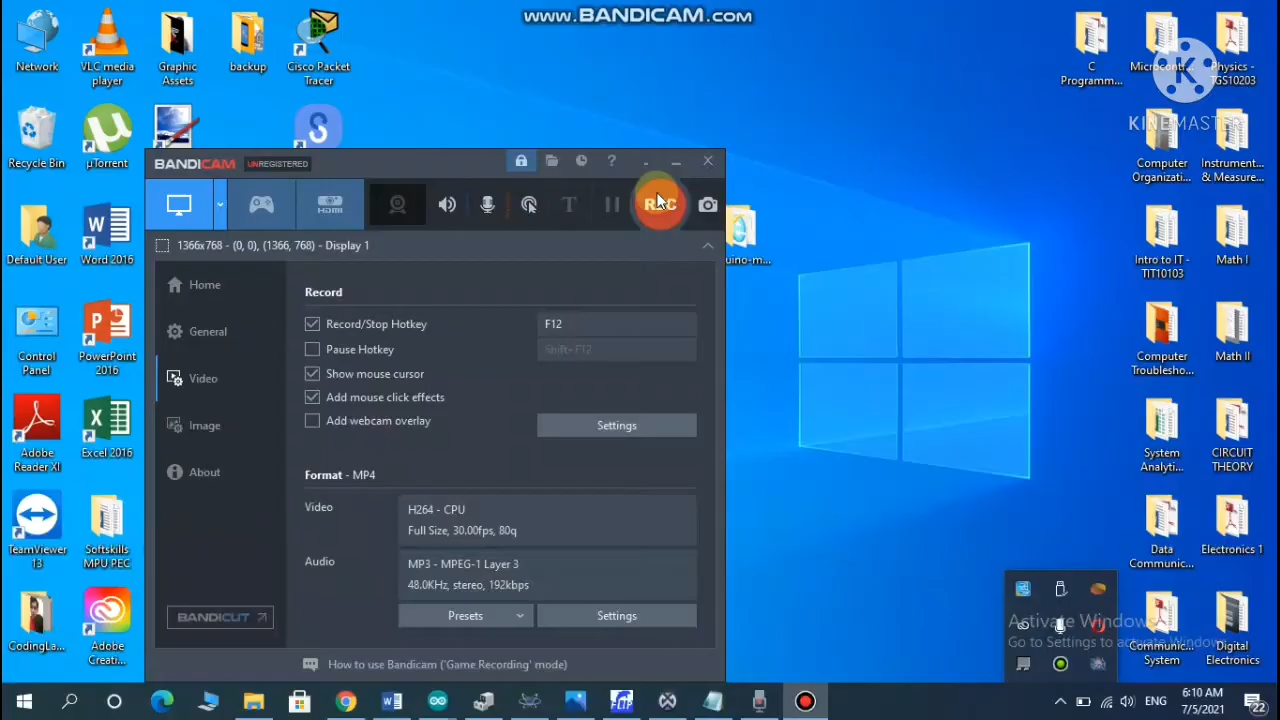 www.BANDICAM.com
Network
VLC media
player
Graphic
Assets
backup
Cisco Packet
Tracer
C
Programm...
Microcont...
Physics -
TGS10203
KINEMASTER
Recycle Bin
µTorrent
Computer
Organizatio...
Instrument...
& Measure...
BANDICAM UNREGISTERED
HDMI
REC
1366x768 - (0, 0), (1366, 768) - Display 1
Default User
Word 2016
uino-m...
Intro to IT -
TIT10103
Math I
Home
General
Video
Image
About
BANDICUT
Record
Record/Stop Hotkey
F12
Pause Hotkey
Shift+F12
Show mouse cursor
Add mouse click effects
Add webcam overlay
Settings
Format - MP4
Video
H264 - CPU
Full Size, 30.00fps, 80q
Audio
MP3 - MPEG-1 Layer 3
48.0KHz, stereo, 192kbps
Presets
Settings
How to use Bandicam ('Game Recording' mode)
Control
Panel
PowerPoint
2016
Computer
Troublesho...
Math II
Adobe
Reader XI
Excel 2016
System
Analyti...
CIRCUIT
THEORY
TeamViewer
13
Softskills
MPU PEC
Data
Communic...
Electronics 1
CodingLa...
Adobe
Creati...
Activate Windows
Go to Settings to activate Windows.
Communic...
System
Digital
Electronics
ENG
6:10 AM
7/5/2021
22